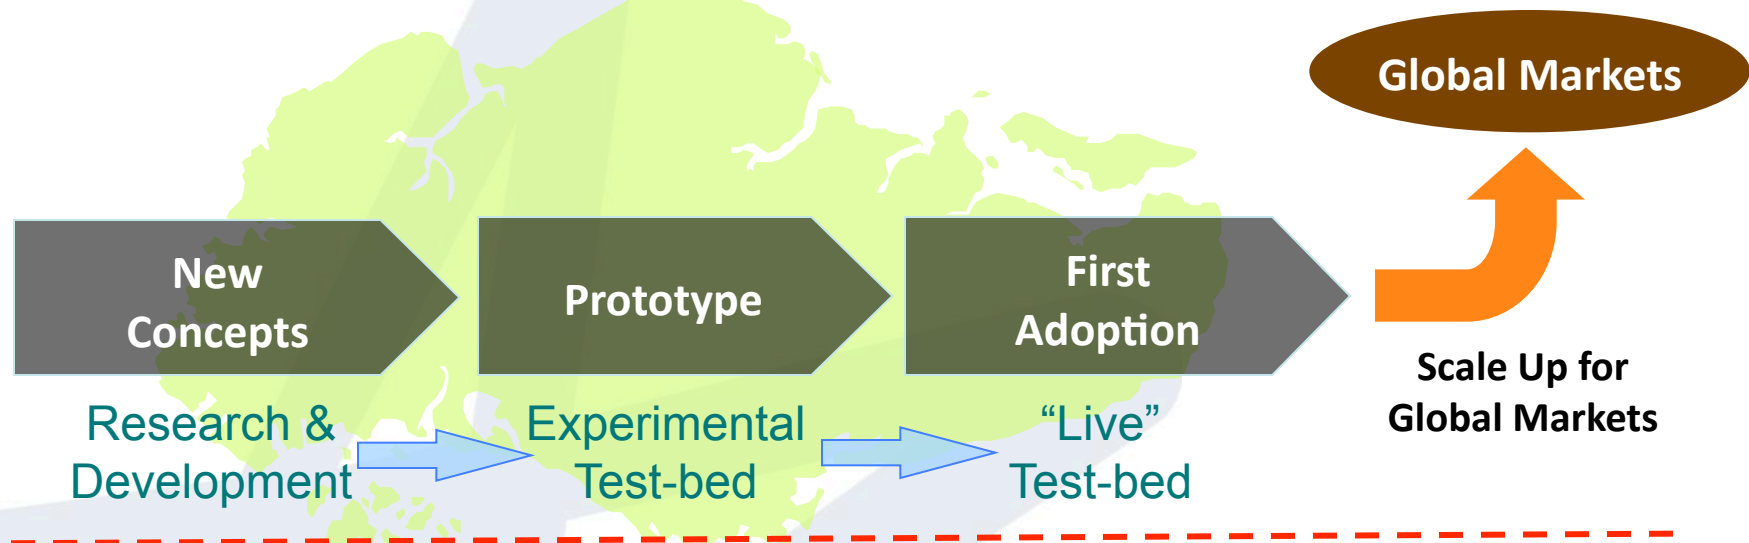 Global Markets
New
Concepts
Prototype
First
Adoption
Scale Up for
Global Markets
Research &
Development
Experimental
Test-bed
“Live”
Test-bed